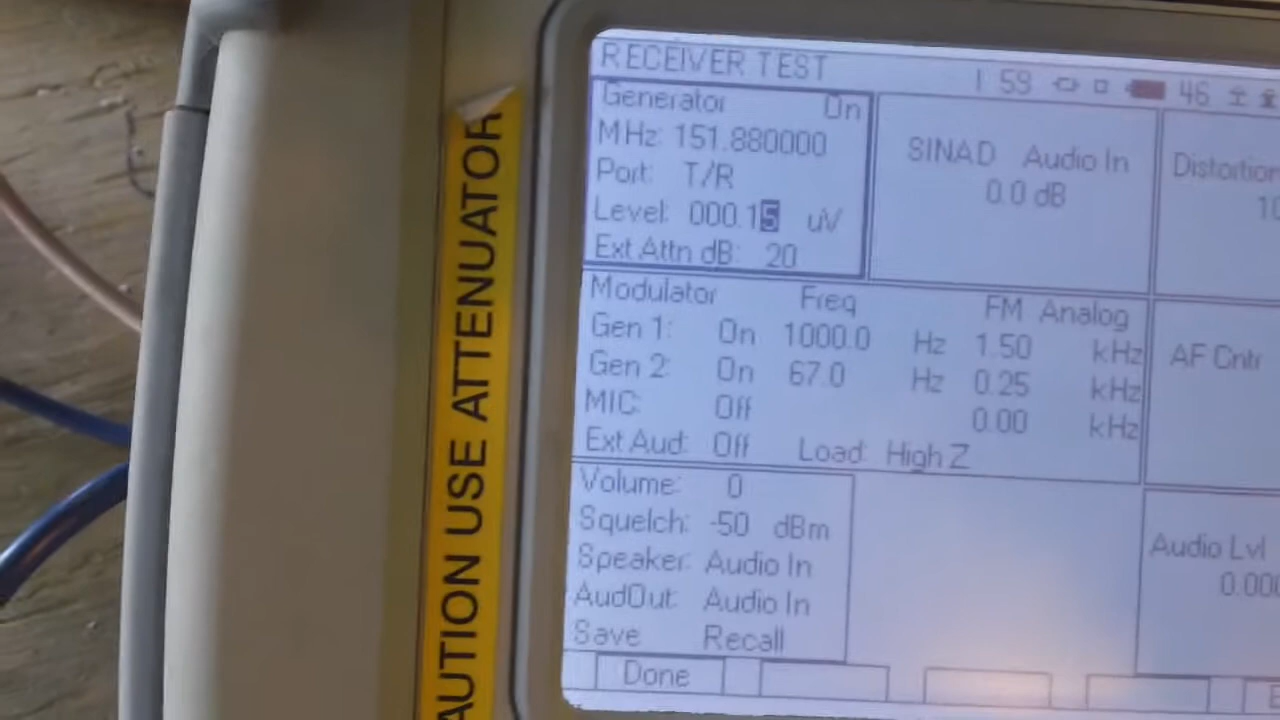 RECEIVER TEST 1 59 46
Generator On
MHz: 151.880000
Port: T/R
Level: 000.15 uV
Ext.Attn dB: 20
SINAD Audio In
0.0 dB
Distortion
Modulator Freq FM Analog
Gen 1: On 1000.0 Hz 1.50 kHz
Gen 2: On 67.0 Hz 0.25 kHz
MIC: Off 0.00 kHz
Ext.Aud: Off Load: High Z
AF Cntr
Volume: 0
Squelch: -50 dBm
Speaker: Audio In
AudOut: Audio In
Save Recall
Audio Lvl
Done
AUTION USE ATTENUATOR